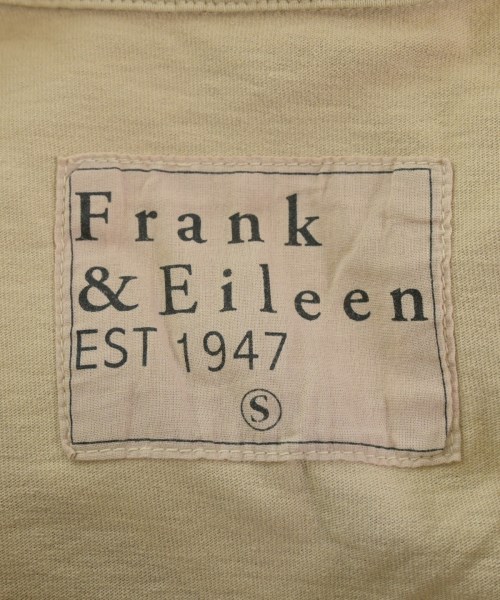 Frank
& Eileen
EST 1947
S